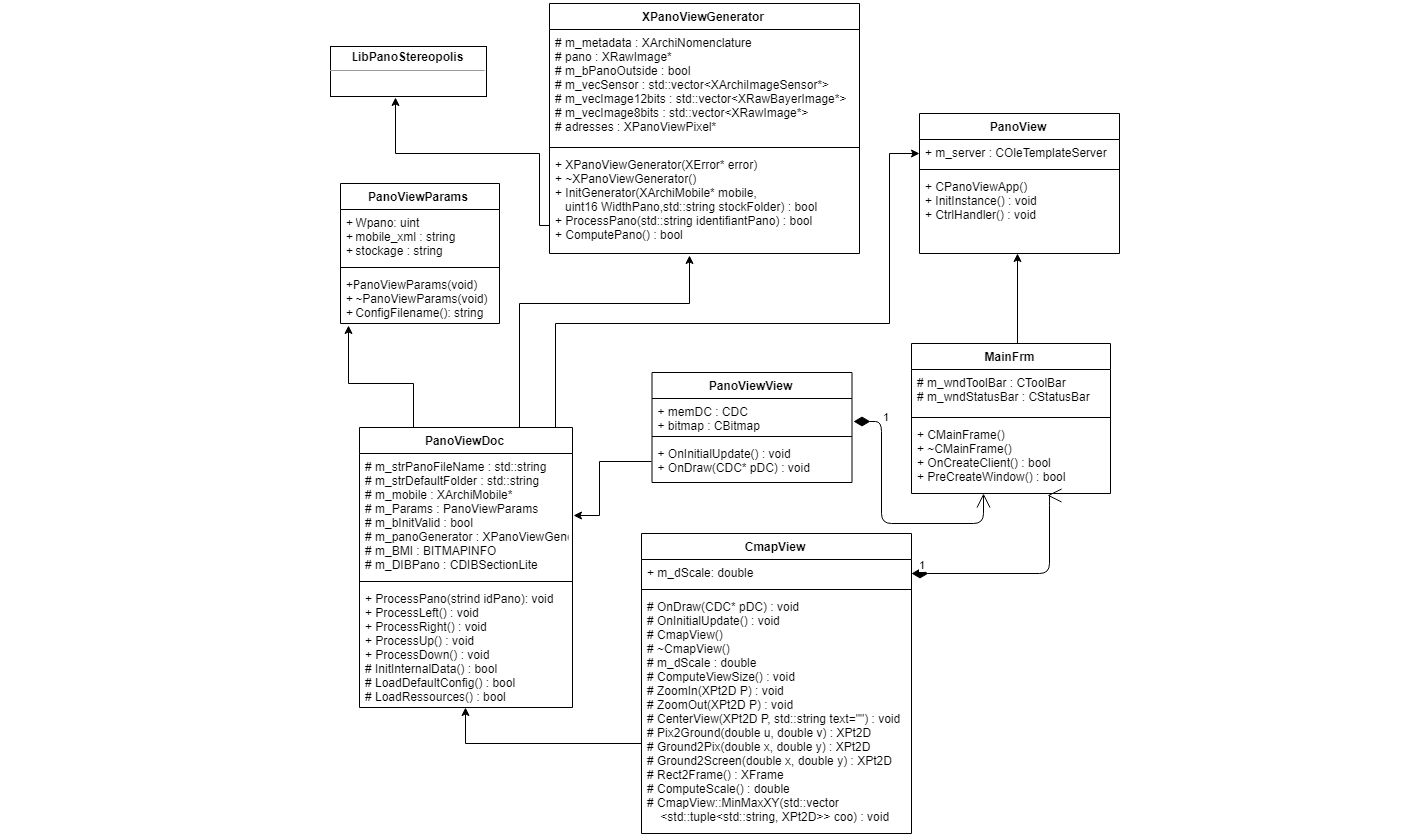 XPanoViewGenerator
# m_metadata : XArchiNomenclature
# pano : XRawImage*
# m_bPanoOutside : bool
# m_vecSensor : std::vector<XArchiImageSensor*>
# m_vecImage12bits : std::vector<XRawBayerImage*>
# m_vecImage8bits : std::vector<XRawImage*>
# adresses : XPanoViewPixel*
+ XPanoViewGenerator(XError* error)
+ ~XPanoViewGenerator()
+ InitGenerator(XArchiMobile* mobile,
uint16 WidthPano,std::string stockFolder) : bool
+ ProcessPano(std::string identifiantPano) : bool
+ ComputePano() : bool
LibPanoStereopolis
PanoView
+ m_server : COleTemplateServer
+ CPanoViewApp()
+ InitInstance() : void
+ CtrlHandler() : void
PanoViewParams
+ Wpano: uint
+ mobile_xml : string
+ stockage : string
+PanoViewParams(void)
+ ~PanoViewParams(void)
+ ConfigFilename(): string
MainFrm
# m_wndToolBar : CToolBar
# m_wndStatusBar : CStatusBar
+ CMainFrame()
+ ~CMainFrame()
+ OnCreateClient() : bool
+ PreCreateWindow() : bool
PanoViewView
+ memDC : CDC
+ bitmap : CBitmap
+ OnInitialUpdate() : void
+ OnDraw(CDC* pDC) : void
1
PanoViewDoc
# m_strPanoFileName : std::string
# m_strDefaultFolder : std::string
# m_mobile : XArchiMobile*
# m_Params : PanoViewParams
# m_bInitValid : bool
# m_panoGenerator : XPanoViewGen
# m_BMI : BITMAPINFO
# m_DIBPano : CDIBSectionLite
+ ProcessPano(strind idPano): void
+ ProcessLeft() : void
+ ProcessRight() : void
+ ProcessUp() : void
+ ProcessDown() : void
# InitInternalData() : bool
# LoadDefaultConfig() : bool
# LoadRessources() : bool
CmapView
+ m_dScale: double
# OnDraw(CDC* pDC) : void
# OnInitialUpdate() : void
# CmapView()
# ~CmapView()
# m_dScale : double
# ComputeViewSize() : void
# ZoomIn(XPt2D P) : void
# ZoomOut(XPt2D P) : void
# CenterView(XPt2D P, std::string text="") : void
# Pix2Ground(double u, double v) : XPt2D
# Ground2Pix(double x, double y) : XPt2D
# Ground2Screen(double x, double y) : XPt2D
# Rect2Frame() : XFrame
# ComputeScale() : double
# CmapView::MinMaxXY(std::vector
<std::tuple<std::string, XPt2D>> coo) : void
1